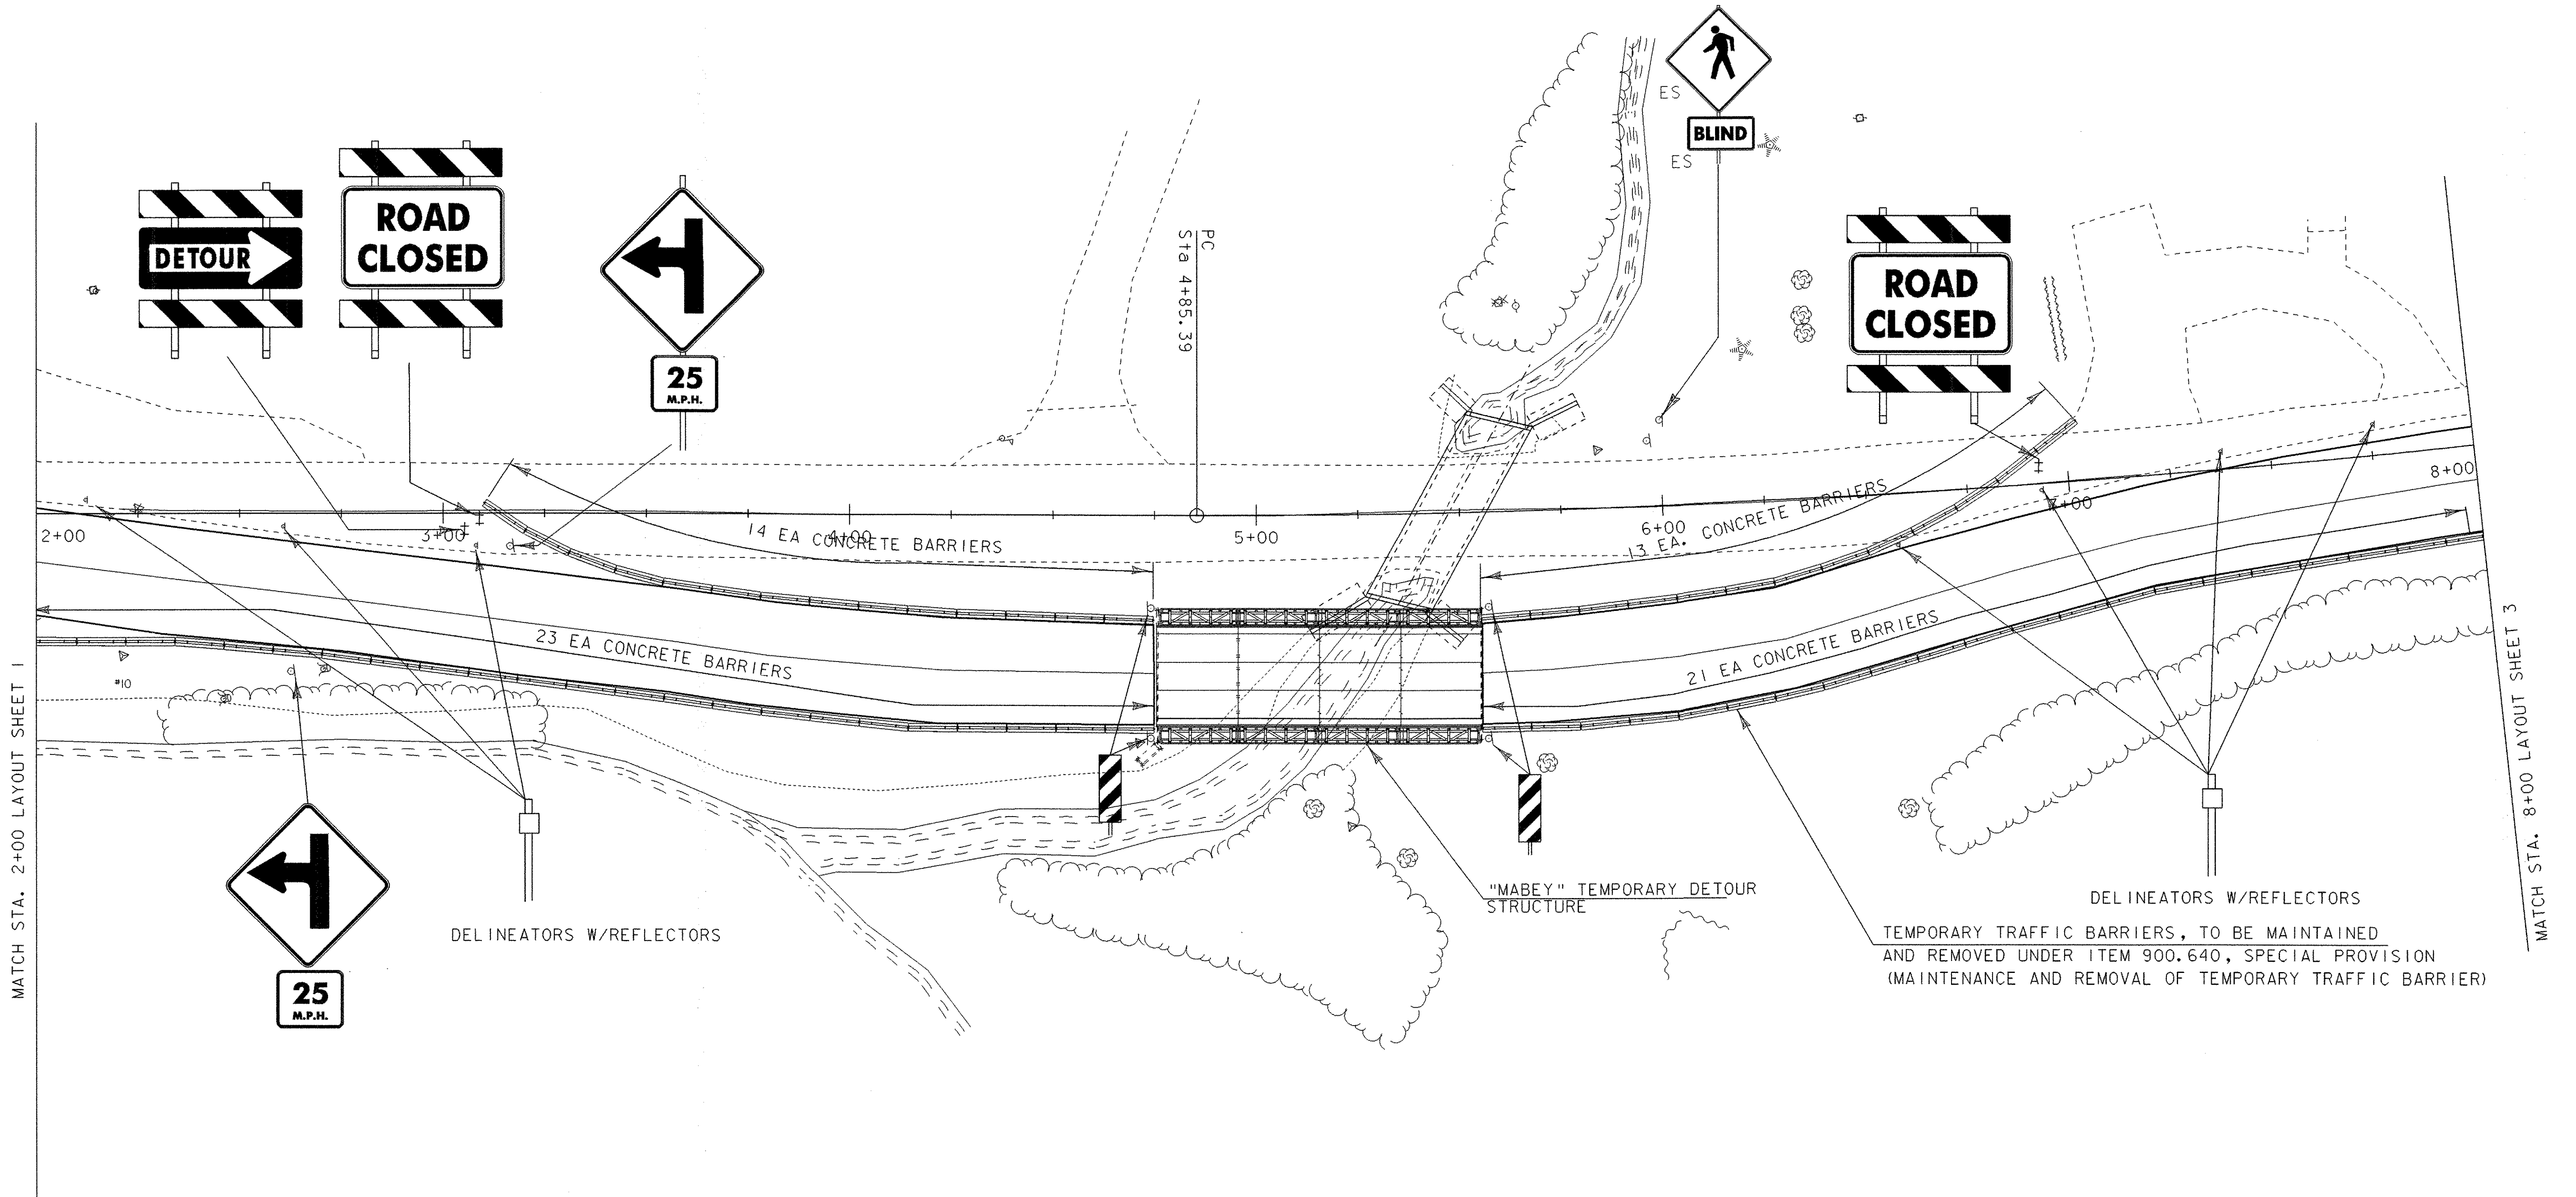 ES
BLIND
ES
DETOUR
ROAD
CLOSED
25
M.P.H.
PC
Sta 4+85.39
ROAD
CLOSED
2+00
3+00
4+00
5+00
6+00
7+00
8+00
14 EA CONCRETE BARRIERS
13 EA. CONCRETE BARRIERS
23 EA CONCRETE BARRIERS
21 EA CONCRETE BARRIERS
#10
MATCH STA. 2+00 LAYOUT SHEET 1
MATCH STA. 8+00 LAYOUT SHEET 3
25
M.P.H.
DELINEATORS W/REFLECTORS
"MABEY" TEMPORARY DETOUR
STRUCTURE
DELINEATORS W/REFLECTORS
TEMPORARY TRAFFIC BARRIERS, TO BE MAINTAINED
AND REMOVED UNDER ITEM 900.640, SPECIAL PROVISION
(MAINTENANCE AND REMOVAL OF TEMPORARY TRAFFIC BARRIER)